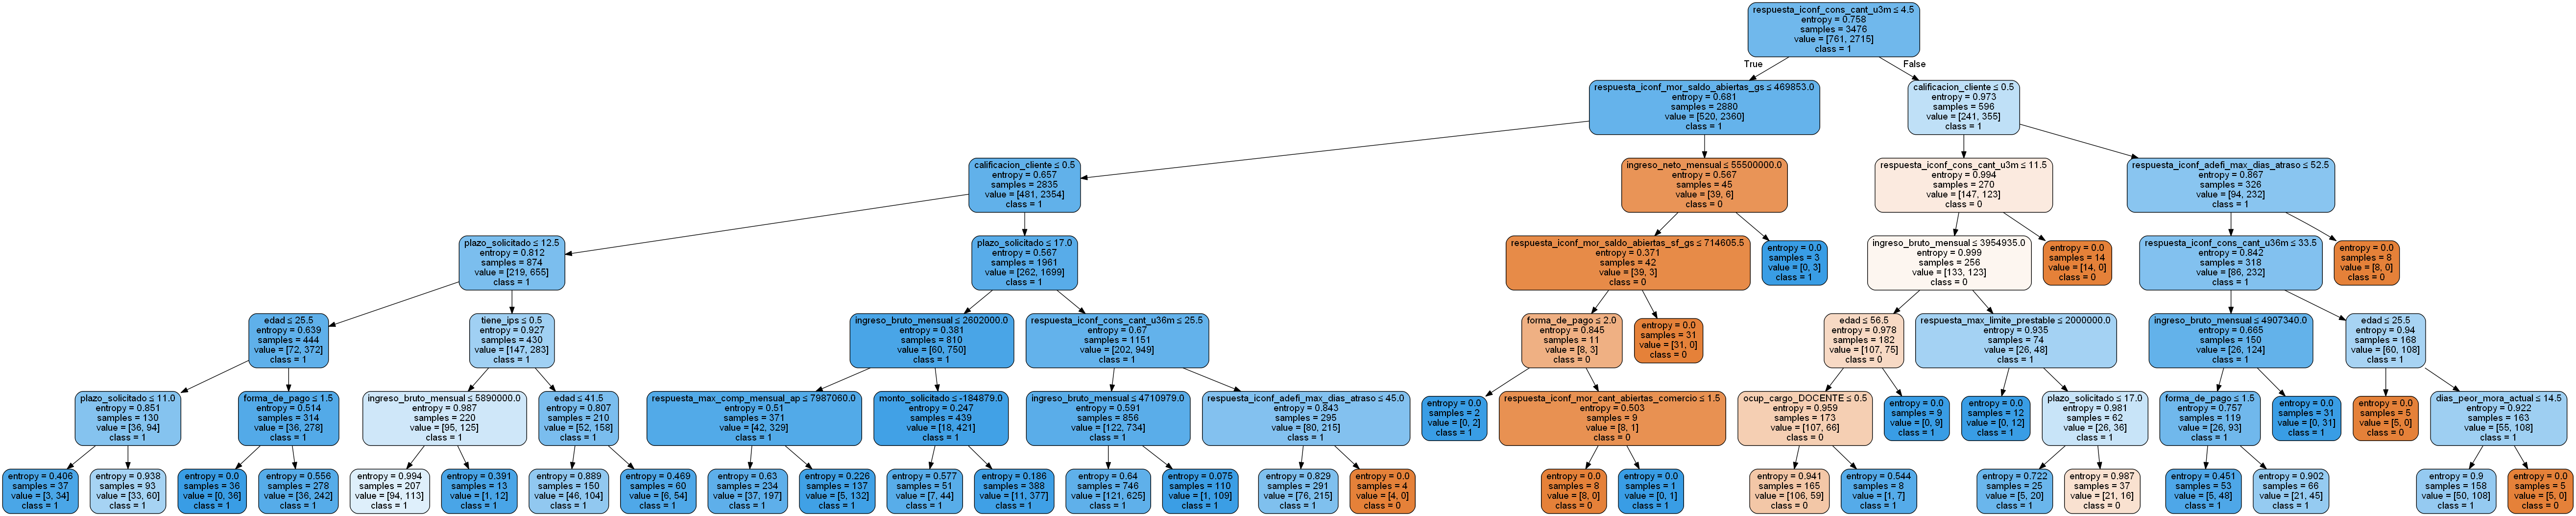 respuesta_iconf_cons_cant_u3m ≤ 4.5
entropy = 0.758
samples = 3476
value = [761, 2715]
class = 1
True
False
respuesta_iconf_mor_saldo_abiertas_gs ≤ 469853.0
entropy = 0.681
samples = 2880
value = [520, 2360]
class = 1
calificacion_cliente ≤ 0.5
entropy = 0.973
samples = 596
value = [241, 355]
class = 1
calificacion_cliente ≤ 0.5
entropy = 0.657
samples = 2835
value = [481, 2354]
class = 1
ingreso_neto_mensual ≤ 55500000.0
entropy = 0.567
samples = 45
value = [39, 6]
class = 0
respuesta_iconf_cons_cant_u3m ≤ 11.5
entropy = 0.994
samples = 270
value = [147, 123]
class = 0
respuesta_iconf_adefi_max_dias_atraso ≤ 52.5
entropy = 0.867
samples = 326
value = [94, 232]
class = 1
plazo_solicitado ≤ 12.5
entropy = 0.812
samples = 874
value = [219, 655]
class = 1
plazo_solicitado ≤ 17.0
entropy = 0.567
samples = 1961
value = [262, 1699]
class = 1
respuesta_iconf_mor_saldo_abiertas_sf_gs ≤ 714605.5
entropy = 0.371
samples = 42
value = [39, 3]
class = 0
entropy = 0.0
samples = 3
value = [0, 3]
class = 1
ingreso_bruto_mensual ≤ 3954935.0
entropy = 0.999
samples = 256
value = [133, 123]
class = 0
entropy = 0.0
samples = 14
value = [14, 0]
class = 0
respuesta_iconf_cons_cant_u36m ≤ 33.5
entropy = 0.842
samples = 318
value = [86, 232]
class = 1
entropy = 0.0
samples = 8
value = [8, 0]
class = 0
edad ≤ 25.5
entropy = 0.639
samples = 444
value = [72, 372]
class = 1
tiene_ips ≤ 0.5
entropy = 0.927
samples = 430
value = [147, 283]
class = 1
ingreso_bruto_mensual ≤ 2602000.0
entropy = 0.381
samples = 810
value = [60, 750]
class = 1
respuesta_iconf_cons_cant_u36m ≤ 25.5
entropy = 0.67
samples = 1151
value = [202, 949]
class = 1
forma_de_pago ≤ 2.0
entropy = 0.845
samples = 11
value = [8, 3]
class = 0
entropy = 0.0
samples = 31
value = [31, 0]
class = 0
edad ≤ 56.5
entropy = 0.978
samples = 182
value = [107, 75]
class = 0
respuesta_max_limite_prestable ≤ 2000000.0
entropy = 0.935
samples = 74
value = [26, 48]
class = 1
ingreso_bruto_mensual ≤ 4907340.0
entropy = 0.665
samples = 150
value = [26, 124]
class = 1
edad ≤ 25.5
entropy = 0.94
samples = 168
value = [60, 108]
class = 1
plazo_solicitado ≤ 11.0
entropy = 0.851
samples = 130
value = [36, 94]
class = 1
forma_de_pago ≤ 1.5
entropy = 0.514
samples = 314
value = [36, 278]
class = 1
ingreso_bruto_mensual ≤ 5890000.0
entropy = 0.987
samples = 220
value = [95, 125]
class = 1
edad ≤ 41.5
entropy = 0.807
samples = 210
value = [52, 158]
class = 1
respuesta_max_comp_mensual_ap ≤ 7987060.0
entropy = 0.51
samples = 371
value = [42, 329]
class = 1
monto_solicitado ≤ -184879.0
entropy = 0.247
samples = 439
value = [18, 421]
class = 1
ingreso_bruto_mensual ≤ 4710979.0
entropy = 0.591
samples = 856
value = [122, 734]
class = 1
respuesta_iconf_adefi_max_dias_atraso ≤ 45.0
entropy = 0.843
samples = 295
value = [80, 215]
class = 1
entropy = 0.0
samples = 2
value = [0, 2]
class = 1
respuesta_iconf_mor_cant_abiertas_comercio ≤ 1.5
entropy = 0.503
samples = 9
value = [8, 1]
class = 0
ocup_cargo_DOCENTE ≤ 0.5
entropy = 0.959
samples = 173
value = [107, 66]
class = 0
entropy = 0.0
samples = 9
value = [0, 9]
class = 1
entropy = 0.0
samples = 12
value = [0, 12]
class = 1
plazo_solicitado ≤ 17.0
entropy = 0.981
samples = 62
value = [26, 36]
class = 1
forma_de_pago ≤ 1.5
entropy = 0.757
samples = 119
value = [26, 93]
class = 1
entropy = 0.0
samples = 31
value = [0, 31]
class = 1
entropy = 0.0
samples = 5
value = [5, 0]
class = 0
dias_peor_mora_actual ≤ 14.5
entropy = 0.922
samples = 163
value = [55, 108]
class = 1
entropy = 0.406
samples = 37
value = [3, 34]
class = 1
entropy = 0.938
samples = 93
value = [33, 60]
class = 1
entropy = 0.0
samples = 36
value = [0, 36]
class = 1
entropy = 0.556
samples = 278
value = [36, 242]
class = 1
entropy = 0.994
samples = 207
value = [94, 113]
class = 1
entropy = 0.391
samples = 13
value = [1, 12]
class = 1
entropy = 0.889
samples = 150
value = [46, 104]
class = 1
entropy = 0.469
samples = 60
value = [6, 54]
class = 1
entropy = 0.63
samples = 234
value = [37, 197]
class = 1
entropy = 0.226
samples = 137
value = [5, 132]
class = 1
entropy = 0.577
samples = 51
value = [7, 44]
class = 1
entropy = 0.186
samples = 388
value = [11, 377]
class = 1
entropy = 0.64
samples = 746
value = [121, 625]
class = 1
entropy = 0.075
samples = 110
value = [1, 109]
class = 1
entropy = 0.829
samples = 291
value = [76, 215]
class = 1
entropy = 0.0
samples = 4
value = [4, 0]
class = 0
entropy = 0.0
samples = 8
value = [8, 0]
class = 0
entropy = 0.0
samples = 1
value = [0, 1]
class = 1
entropy = 0.941
samples = 165
value = [106, 59]
class = 0
entropy = 0.544
samples = 8
value = [1, 7]
class = 1
entropy = 0.722
samples = 25
value = [5, 20]
class = 1
entropy = 0.987
samples = 37
value = [21, 16]
class = 0
entropy = 0.451
samples = 53
value = [5, 48]
class = 1
entropy = 0.902
samples = 66
value = [21, 45]
class = 1
entropy = 0.9
samples = 158
value = [50, 108]
class = 1
entropy = 0.0
samples = 5
value = [5, 0]
class = 0